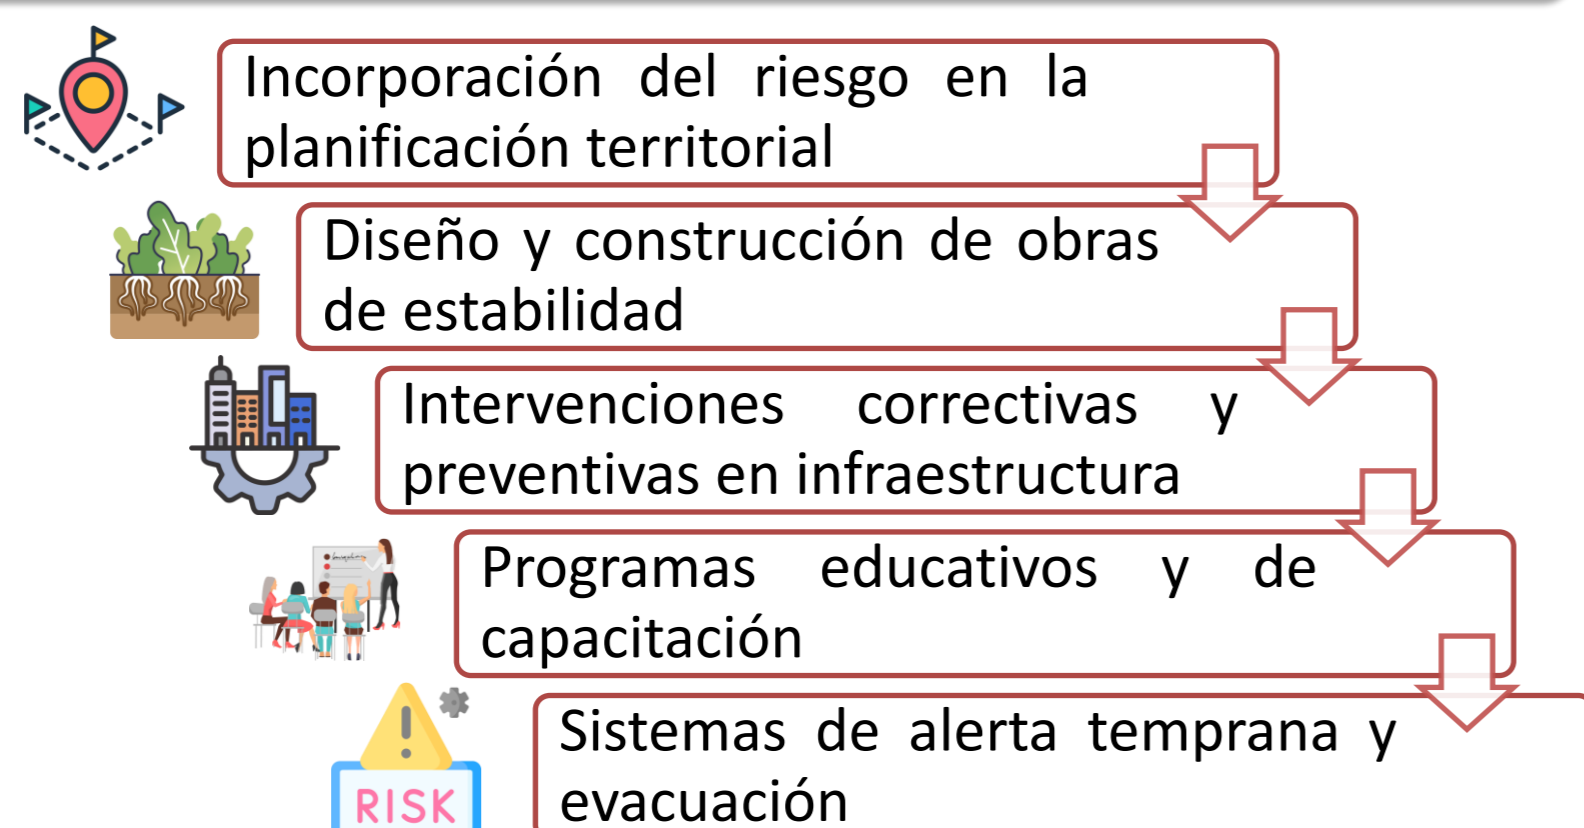 Incorporación del riesgo en la
planificación territorial
Diseño y construcción de obras
de estabilidad
Intervenciones correctivas y
preventivas en infraestructura
Programas educativos y de
capacitación
Sistemas de alerta temprana y
evacuación
RISK